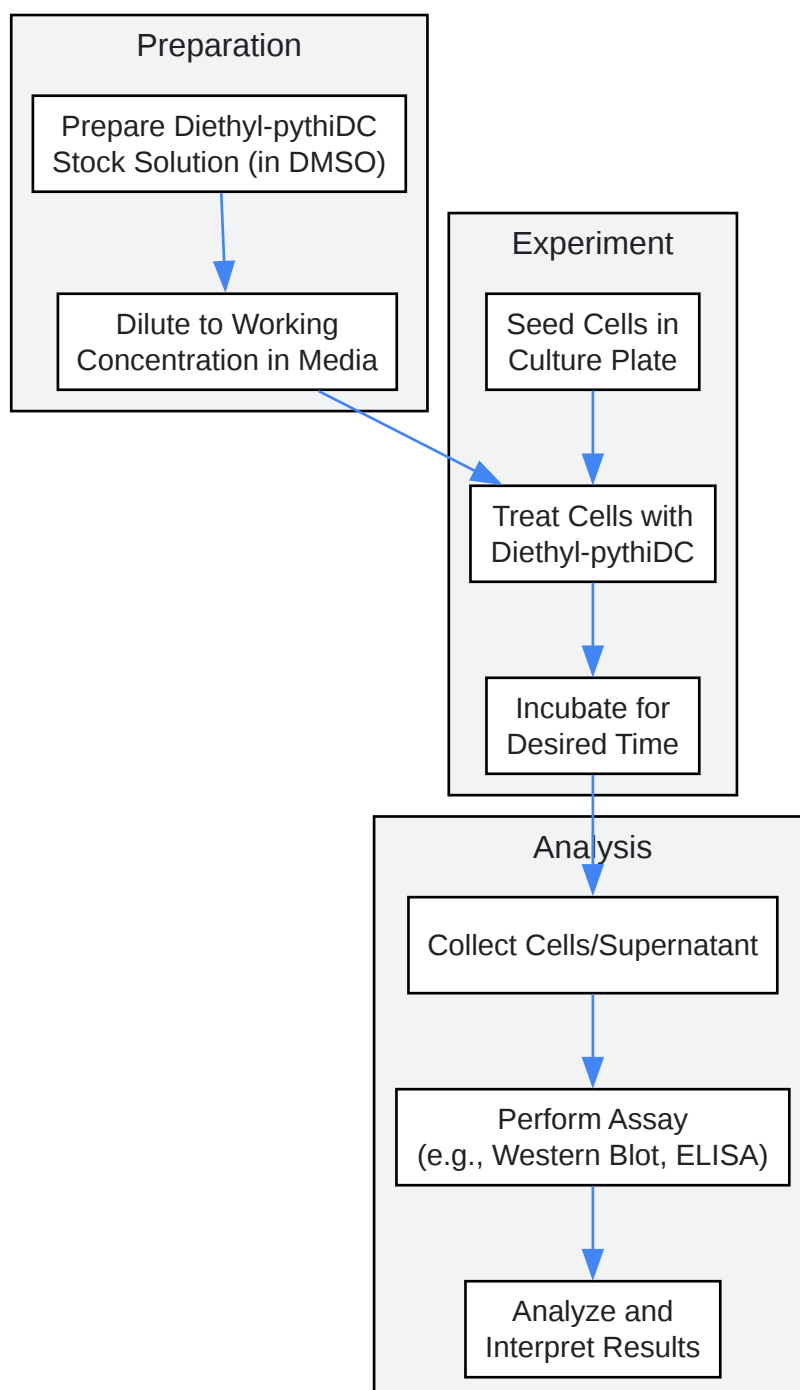 Preparation
Prepare Diethyl-pythiDC
Stock Solution (in DMSO)
Dilute to Working
Concentration in Media
Experiment
Seed Cells in
Culture Plate
Treat Cells with
Diethyl-pythiDC
Incubate for
Desired Time
Analysis
Collect Cells/Supernatant
Perform Assay
(e.g., Western Blot, ELISA)
Analyze and
Interpret Results